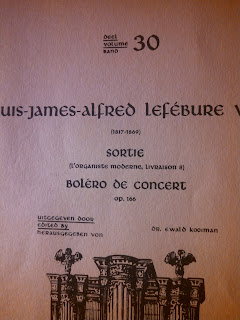 deel
volume
band
30
uis-james-alfred lefébure
(1817-1869)
sortie
(l'organiste moderne, livraison 11)
boléro de concert
op. 166
uitgegeven door
edited by
herausgegeben von
dr. ewald kooiman